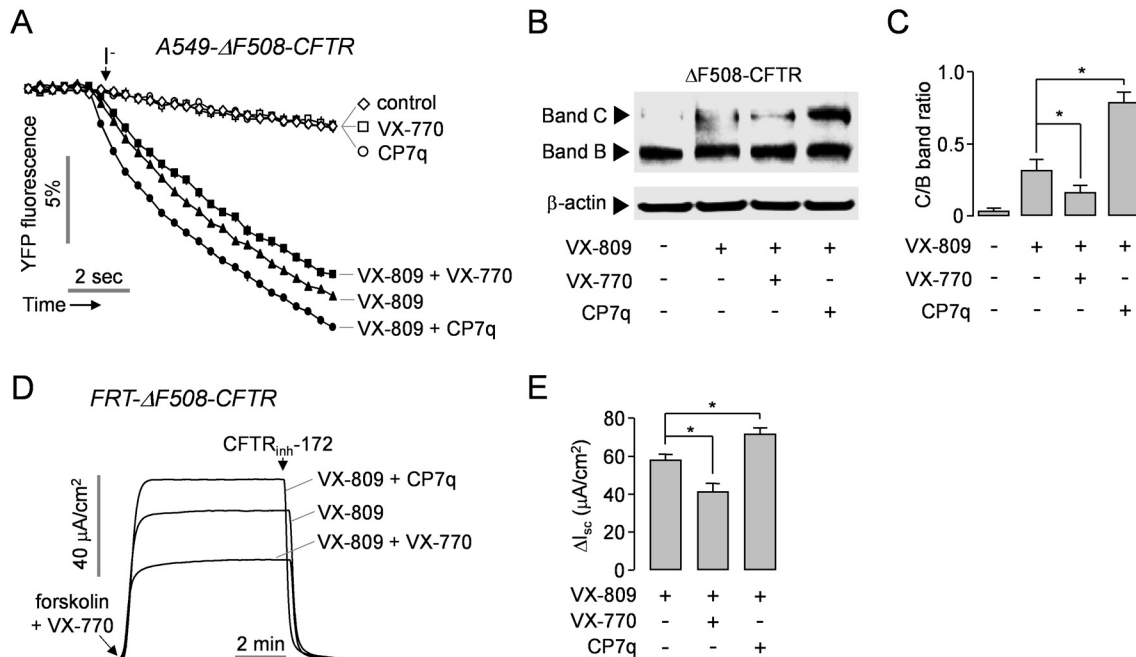 A
A549-ΔF508-CFTR
I-
control
VX-770
CP7q
YFP fluorescence
5%
2 sec
Time
VX-809 + VX-770
VX-809
VX-809 + CP7q
B
ΔF508-CFTR
Band C
Band B
β-actin
VX-809 - + + +
VX-770 - - + -
CP7q - - - +
C
C/B band ratio
1.0
0.5
0
* *
VX-809 - + + +
VX-770 - - + -
CP7q - - - +
D
FRT-ΔF508-CFTR
CFTRinh-172
VX-809 + CP7q
VX-809
VX-809 + VX-770
40 μA/cm2
forskolin
+ VX-770
2 min
E
ΔIsc (μA/cm2)
80
60
40
20
0
* *
VX-809 + + +
VX-770 - + -
CP7q - - +